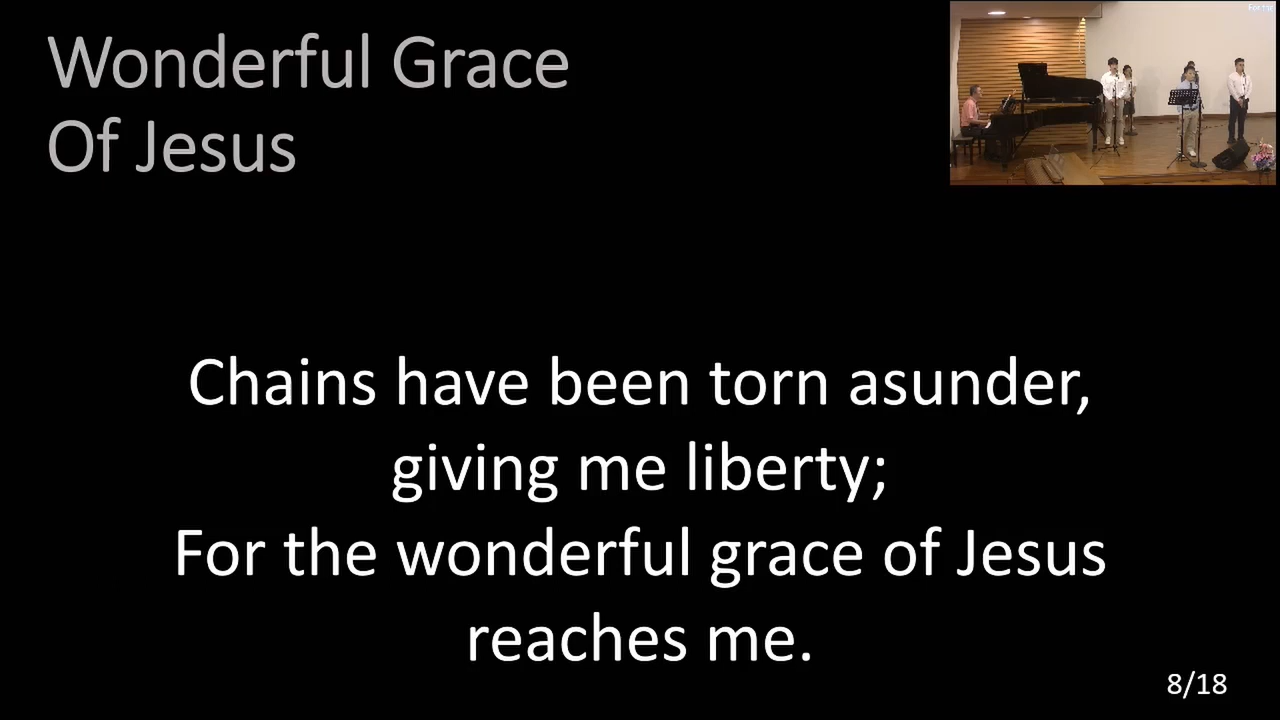 Wonderful Grace
Of Jesus
Chains have been torn asunder,
giving me liberty;
For the wonderful grace of Jesus
reaches me.
8/18